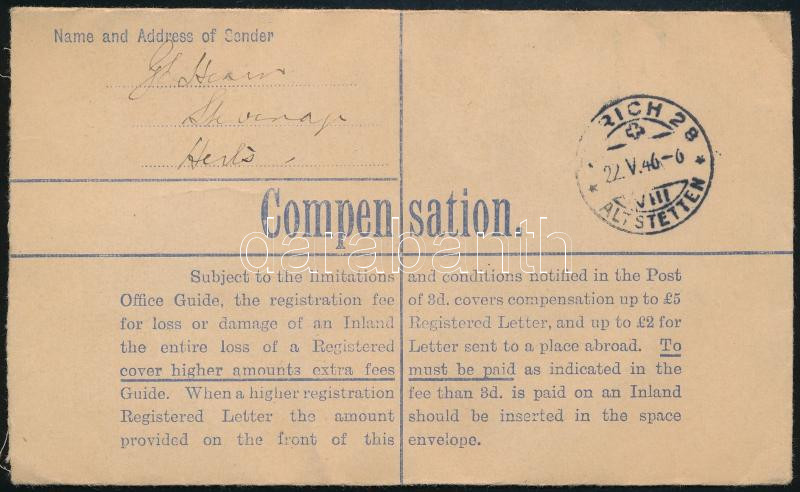 Name and Address of Sender
Stevenage
Herts.
RICH 28
22.V.46-6
VIII
ALTSTETTEN
Compensation.
darabanth
Subject to the limitations and conditions notified in the Post
Office Guide, the registration fee of 3d. covers compensation up to £5
for loss or damage of an Inland Registered Letter, and up to £2 for
the entire loss of a Registered Letter sent to a place abroad. To
cover higher amounts extra fees must be paid as indicated in the
Guide. When a higher registration fee than 3d. is paid on an Inland
Registered Letter the amount should be inserted in the space
provided on the front of this envelope.